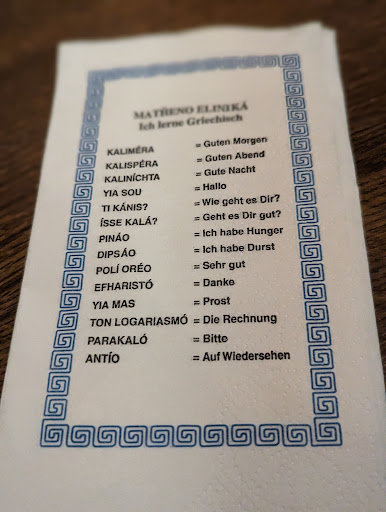 MATHENO ELINIKÁ
Ich lerne Griechisch
KALIMÉRA = Guten Morgen
KALISPÉRA = Guten Abend
KALINÍCHTA = Gute Nacht
YIA SOU = Hallo
TI KÁNIS? = Wie geht es Dir?
ÍSSE KALÁ? = Geht es Dir gut?
PINÁO = Ich habe Hunger
DIPSÁO = Ich habe Durst
POLÍ ORÉO = Sehr gut
EFHARISTÓ = Danke
YIA MAS = Prost
TON LOGARIASMÓ = Die Rechnung
PARAKALÓ = Bitte
ANTÍO = Auf Wiedersehen